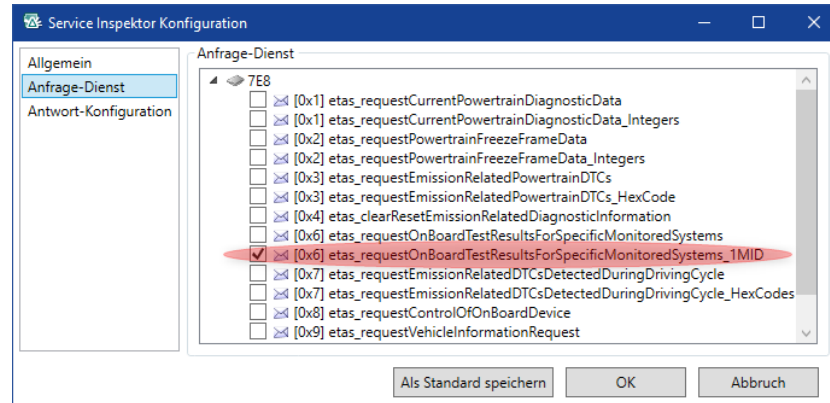 Service Inspektor Konfiguration
Allgemein
Anfrage-Dienst
Antwort-Konfiguration
Anfrage-Dienst
7E8
[0x1] etas_requestCurrentPowertrainDiagnosticData
[0x1] etas_requestCurrentPowertrainDiagnosticData_Integers
[0x2] etas_requestPowertrainFreezeFrameData
[0x2] etas_requestPowertrainFreezeFrameData_Integers
[0x3] etas_requestEmissionRelatedPowertrainDTCs
[0x3] etas_requestEmissionRelatedPowertrainDTCs_HexCode
[0x4] etas_clearResetEmissionRelatedDiagnosticInformation
[0x6] etas_requestOnBoardTestResultsForSpecificMonitoredSystems
[0x6] etas_requestOnBoardTestResultsForSpecificMonitoredSystems_1MID
[0x7] etas_requestEmissionRelatedDTCsDetectedDuringDrivingCycle
[0x7] etas_requestEmissionRelatedDTCsDetectedDuringDrivingCycle_HexCodes
[0x8] etas_requestControlOfOnBoardDevice
[0x9] etas_requestVehicleInformationRequest
Als Standard speichern
OK
Abbruch